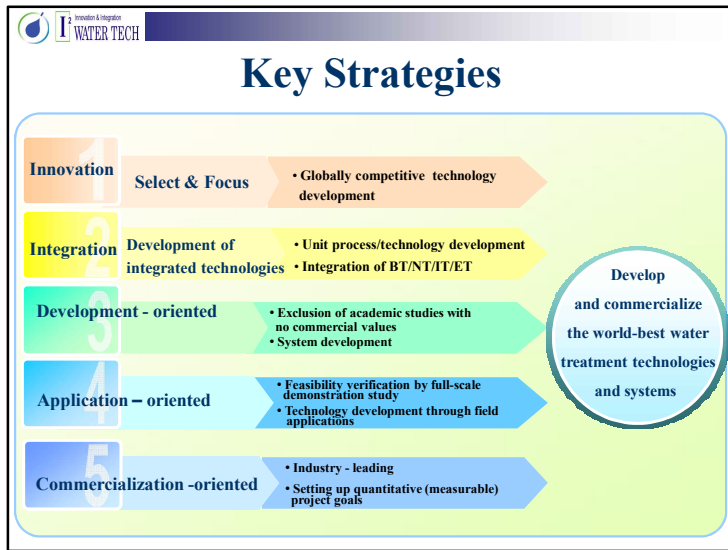 I² Innovation & Integration
WATER TECH
Key Strategies
1
Innovation
Select & Focus
• Globally competitive technology
development
2
Integration
Development of
integrated technologies
• Unit process/technology development
• Integration of BT/NT/IT/ET
3
Development - oriented
• Exclusion of academic studies with
no commercial values
• System development
4
Application – oriented
• Feasibility verification by full-scale
demonstration study
• Technology development through field
applications
5
Commercialization -oriented
• Industry - leading
• Setting up quantitative (measurable)
project goals
Develop
and commercialize
the world-best water
treatment technologies
and systems